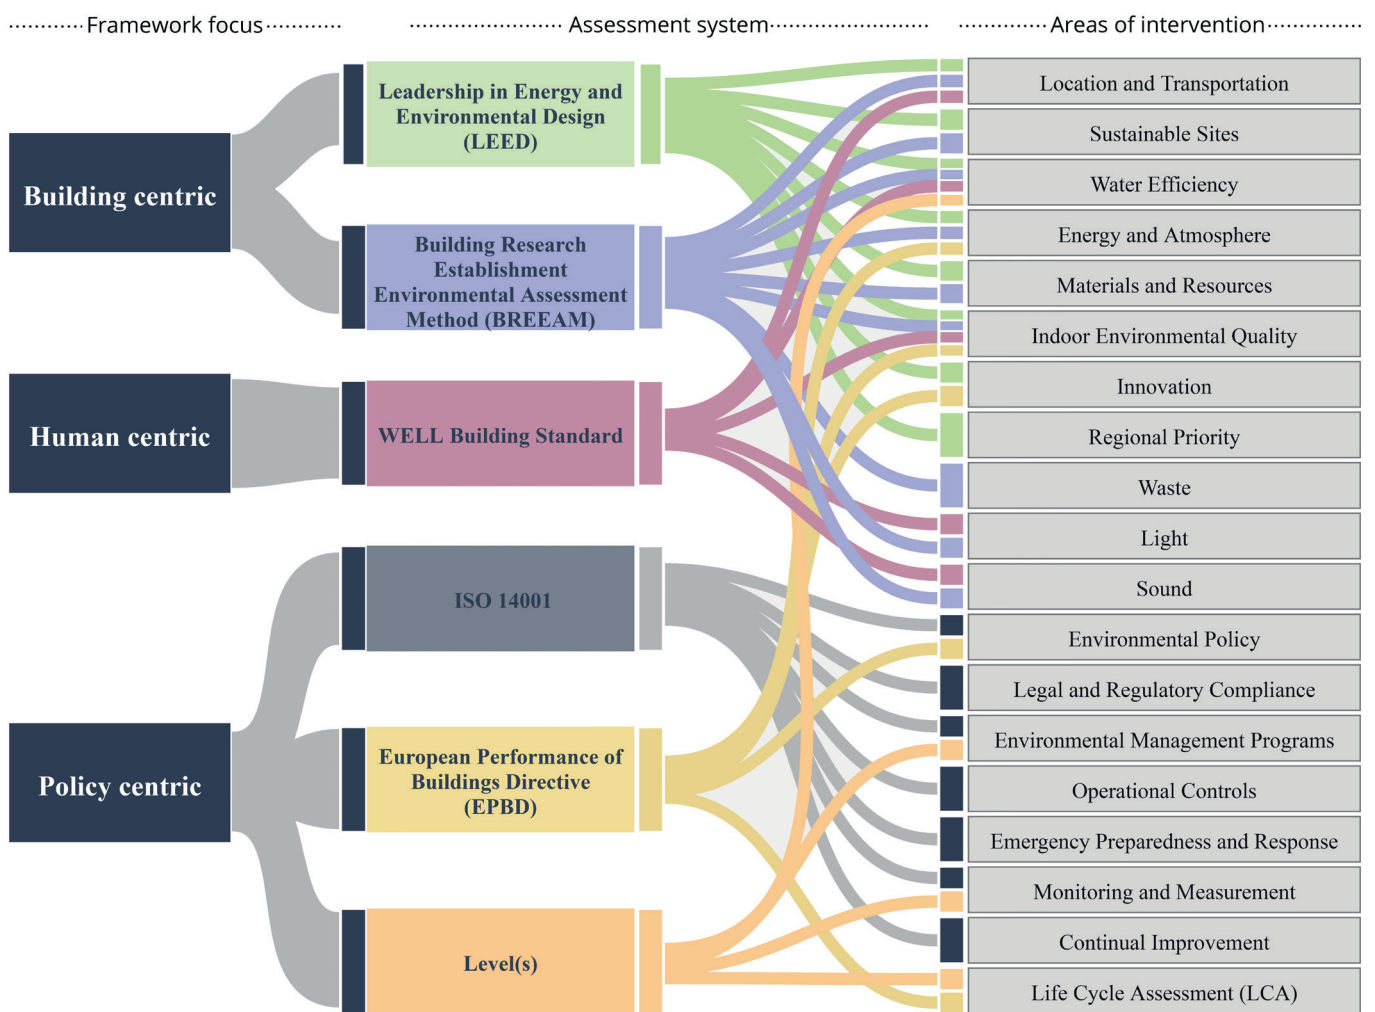 Framework focus
Assessment system
Areas of intervention
Building centric
Human centric
Policy centric
Leadership in Energy and
Environmental Design
(LEED)
Building Research
Establishment
Environmental Assessment
Method (BREEAM)
WELL Building Standard
ISO 14001
European Performance of
Buildings Directive
(EPBD)
Level(s)
Location and Transportation
Sustainable Sites
Water Efficiency
Energy and Atmosphere
Materials and Resources
Indoor Environmental Quality
Innovation
Regional Priority
Waste
Light
Sound
Environmental Policy
Legal and Regulatory Compliance
Environmental Management Programs
Operational Controls
Emergency Preparedness and Response
Monitoring and Measurement
Continual Improvement
Life Cycle Assessment (LCA)